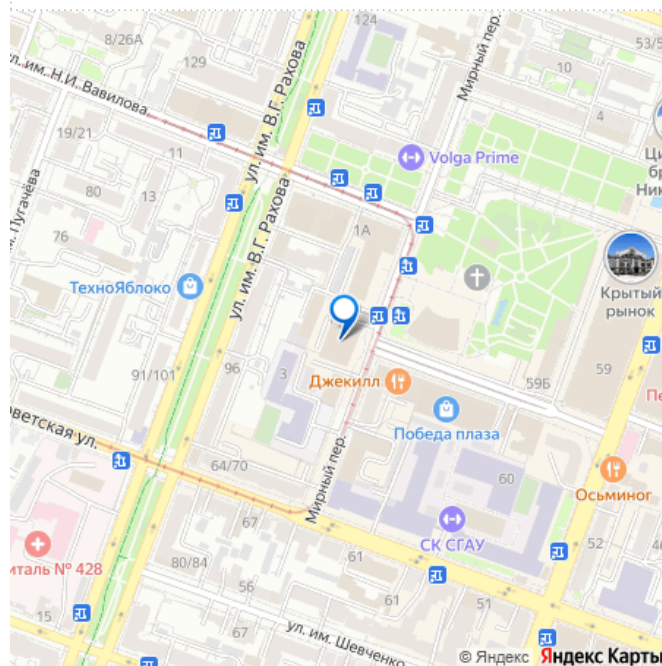 124
8/26А
53/5
129
ул. им. Н.И. Вавилова
Мирный пер.
10
4
ул. им. В.Г. Рахова
19/21
11
Volga Prime
80
13
76
1А
ул. им. В.Г. Рахова
ТехноЯблоко
Крытый
рынок
91/101
96
3
Джекилл
59Б
59
Победа плаза
64/70
Мирный пер.
60
Осьминог
67
СК СГАУ
52
80/84
61
61
15
56
51
67
ул. им. Шевченко
© Яндекс Яндекс Карты